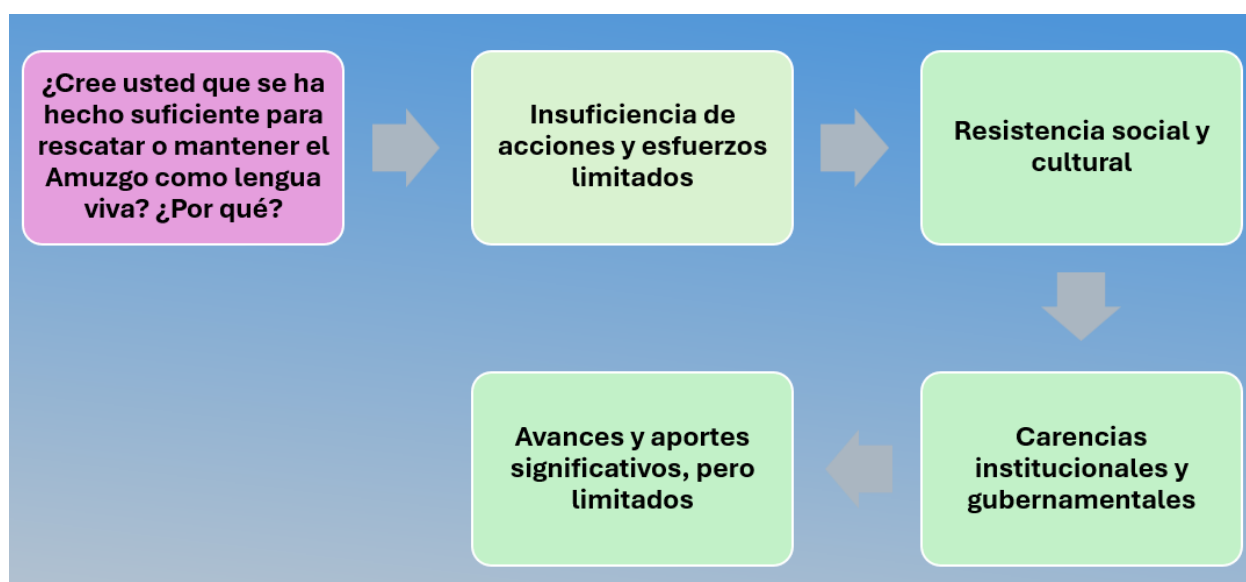 ¿Cree usted que se ha
hecho suficiente para
rescatar o mantener el
Amuzgo como lengua
viva? ¿Por qué?
Insuficiencia de
acciones y esfuerzos
limitados
Resistencia social y
cultural
Carencias
institucionales y
gubernamentales
Avances y aportes
significativos, pero
limitados